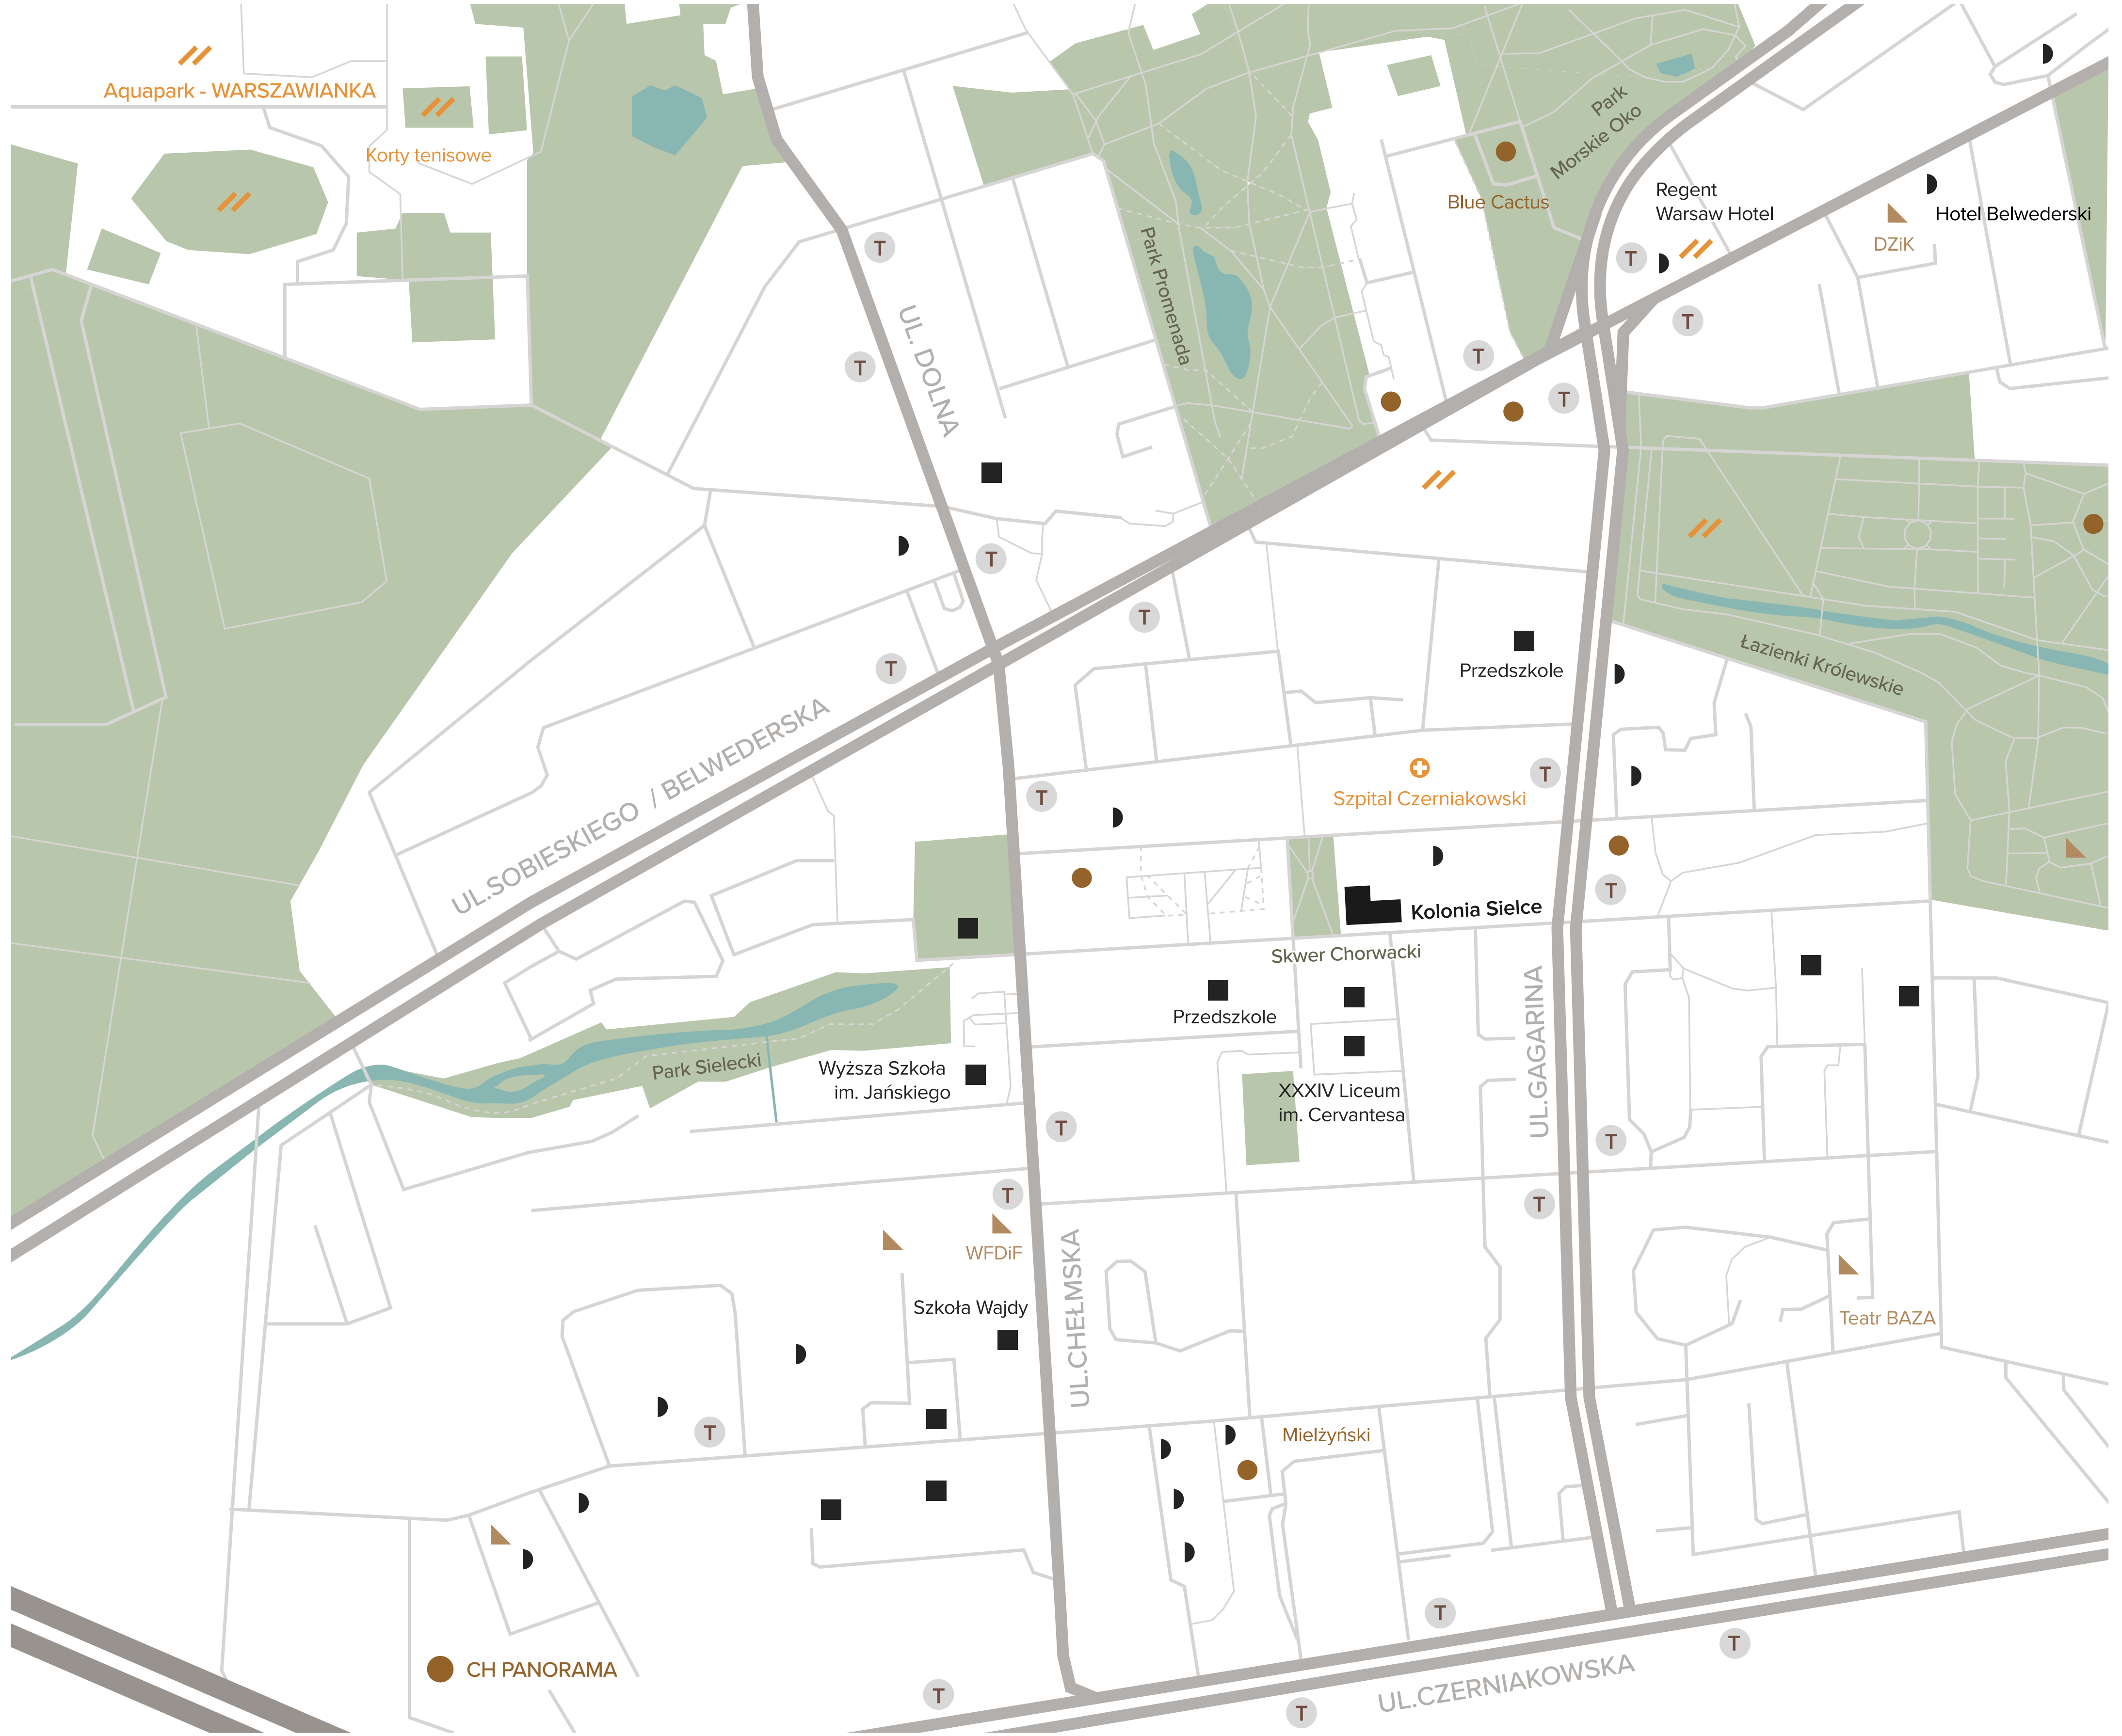 Aquapark - WARSZAWIANKA
Korty tenisowe
Park
Morskie Oko
Blue Cactus
Regent
Warsaw Hotel
Hotel Belwederski
DZiK
T
T
T
T
T
T
T
UL. DOLNA
Park Promenada
T
T
T
Przedszkole
Łazienki Królewskie
UL.SOBIESKIEGO / BELWEDERSKA
T
T
Szpital Czerniakowski
T
Kolonia Sielce
Skwer Chorwacki
Przedszkole
Park Sielecki
Wyższa Szkoła
im. Jańskiego
XXXIV Liceum
im. Cervantesa
UL.GAGARINA
T
T
T
T
WFDiF
UL.CHEŁMSKA
Szkoła Wajdy
Teatr BAZA
T
Mielżyński
CH PANORAMA
T
T
T
T
UL.CZERNIAKOWSKA